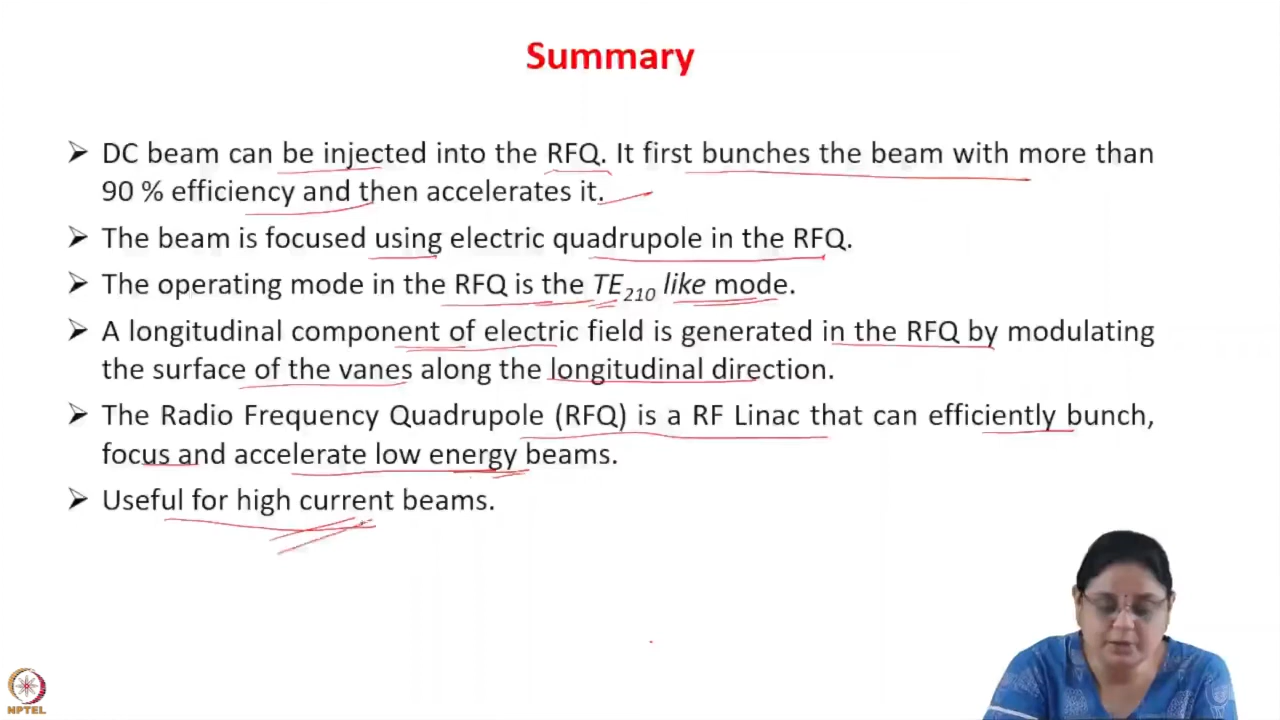 Summary
➢ DC beam can be injected into the RFQ. It first bunches the beam with more than
90 % efficiency and then accelerates it.
➢ The beam is focused using electric quadrupole in the RFQ.
➢ The operating mode in the RFQ is the TE210 like mode.
➢ A longitudinal component of electric field is generated in the RFQ by modulating
the surface of the vanes along the longitudinal direction.
➢ The Radio Frequency Quadrupole (RFQ) is a RF Linac that can efficiently bunch,
focus and accelerate low energy beams.
➢ Useful for high current beams.
NPTEL